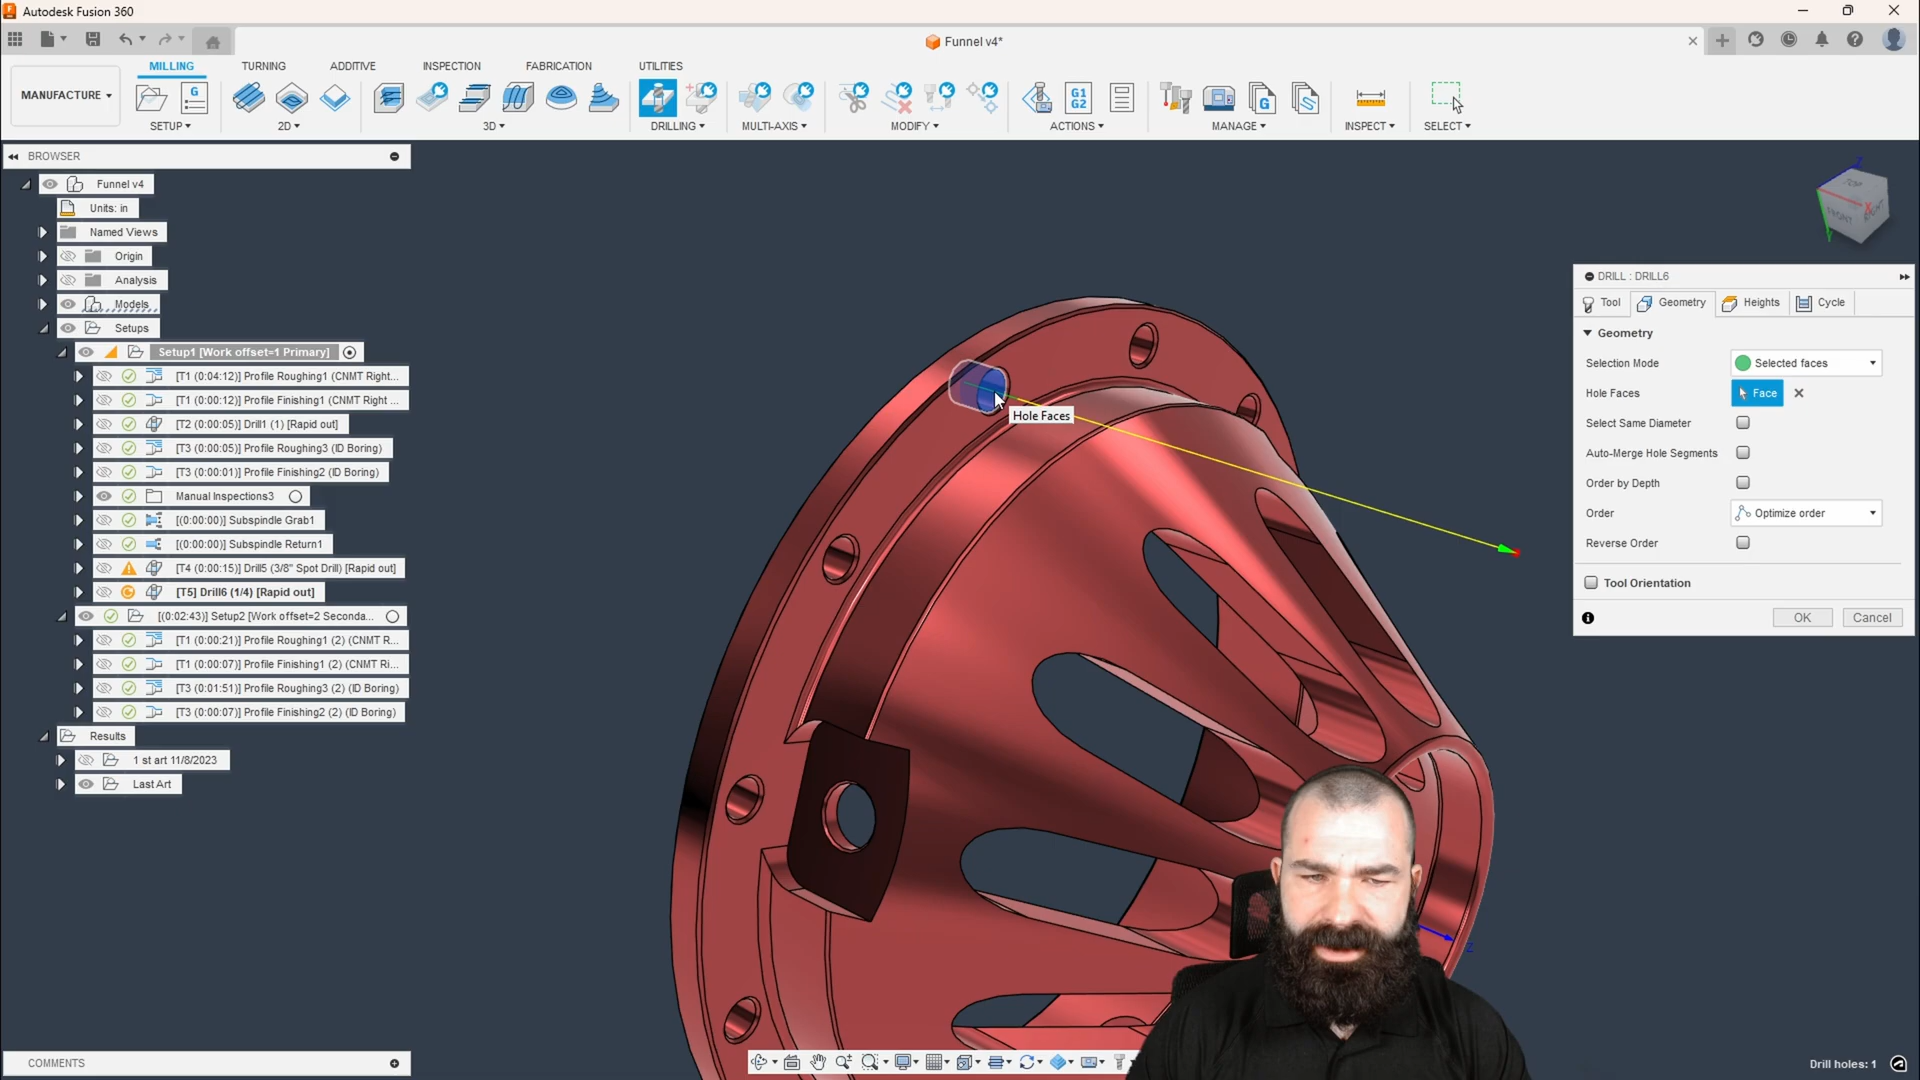 Autodesk Fusion 360
Funnel v4*
MILLING
TURNING
ADDITIVE
INSPECTION
FABRICATION
UTILITIES
MANUFACTURE
G
G1
G2
G
S
SETUP
2D
3D
DRILLING
MULTI-AXIS
MODIFY
ACTIONS
MANAGE
INSPECT
SELECT
BROWSER
Funnel v4
Units: in
Named Views
Origin
Analysis
Models
Setups
Setup1 [Work offset=1 Primary]
[T1 (0:04:12)] Profile Roughing1 (CNMT Right...
[T1 (0:00:12)] Profile Finishing1 (CNMT Right ...
[T2 (0:00:05)] Drill1 (1) [Rapid out]
[T3 (0:00:05)] Profile Roughing3 (ID Boring)
[T3 (0:00:01)] Profile Finishing2 (ID Boring)
Manual Inspections3
[(0:00:00)] Subspindle Grab1
[(0:00:00)] Subspindle Return1
[T4 (0:00:15)] Drill5 (3/8" Spot Drill) [Rapid out]
[T5] Drill6 (1/4) [Rapid out]
[(0:02:43)] Setup2 [Work offset=2 Seconda...
[T1 (0:00:21)] Profile Roughing1 (2) (CNMT R...
[T1 (0:00:07)] Profile Finishing1 (2) (CNMT Ri...
[T3 (0:01:51)] Profile Roughing3 (2) (ID Boring)
[T3 (0:00:07)] Profile Finishing2 (2) (ID Boring)
Results
1 st art 11/8/2023
Last Art
COMMENTS
Hole Faces
Z
TOP
FRONT
RIGHT
X
Y
Z
DRILL : DRILL6
Tool
Geometry
Heights
Cycle
Geometry
Selection Mode
Selected faces
Hole Faces
Face
Select Same Diameter
Auto-Merge Hole Segments
Order by Depth
Order
Optimize order
Reverse Order
Tool Orientation
OK
Cancel
Drill holes: 1